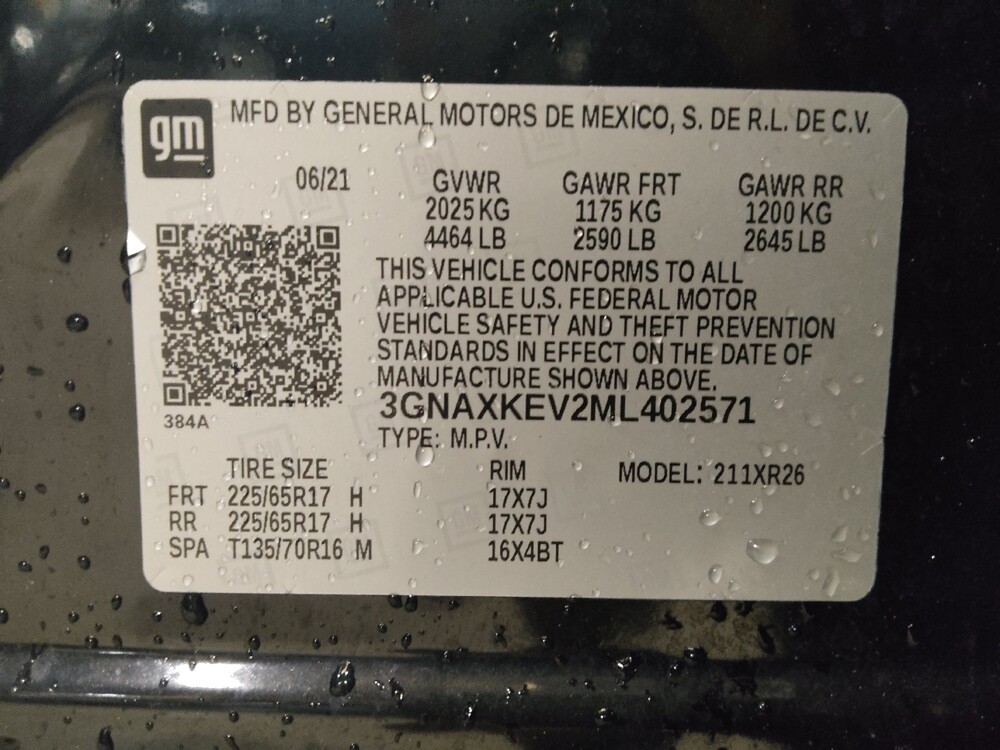 gm
MFD BY GENERAL MOTORS DE MEXICO, S. DE R.L. DE C.V.
06/21 GVWR GAWR FRT GAWR RR
2025 KG 1175 KG 1200 KG
4464 LB 2590 LB 2645 LB
THIS VEHICLE CONFORMS TO ALL
APPLICABLE U.S. FEDERAL MOTOR
VEHICLE SAFETY AND THEFT PREVENTION
STANDARDS IN EFFECT ON THE DATE OF
MANUFACTURE SHOWN ABOVE.
3GNAXKEV2ML402571
384A
TYPE: M.P.V.
TIRE SIZE RIM MODEL: 211XR26
FRT 225/65R17 H 17X7J
RR 225/65R17 H 17X7J
SPA T135/70R16 M 16X4BT